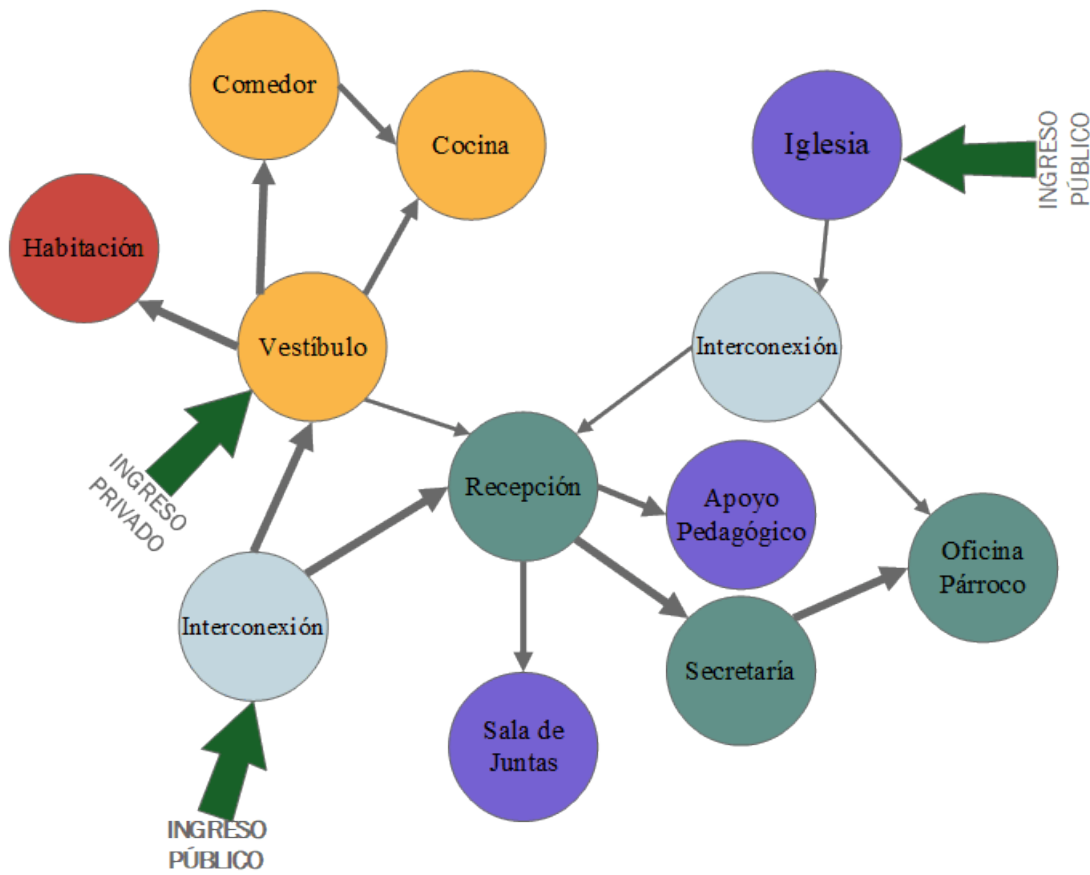 Comedor
Cocina
Iglesia
INGRESO
PÚBLICO
Habitación
Vestíbulo
Interconexión
INGRESO
PRIVADO
Recepción
Apoyo
Pedagógico
Oficina
Párroco
Interconexión
Secretaría
Sala de
Juntas
INGRESO
PÚBLICO